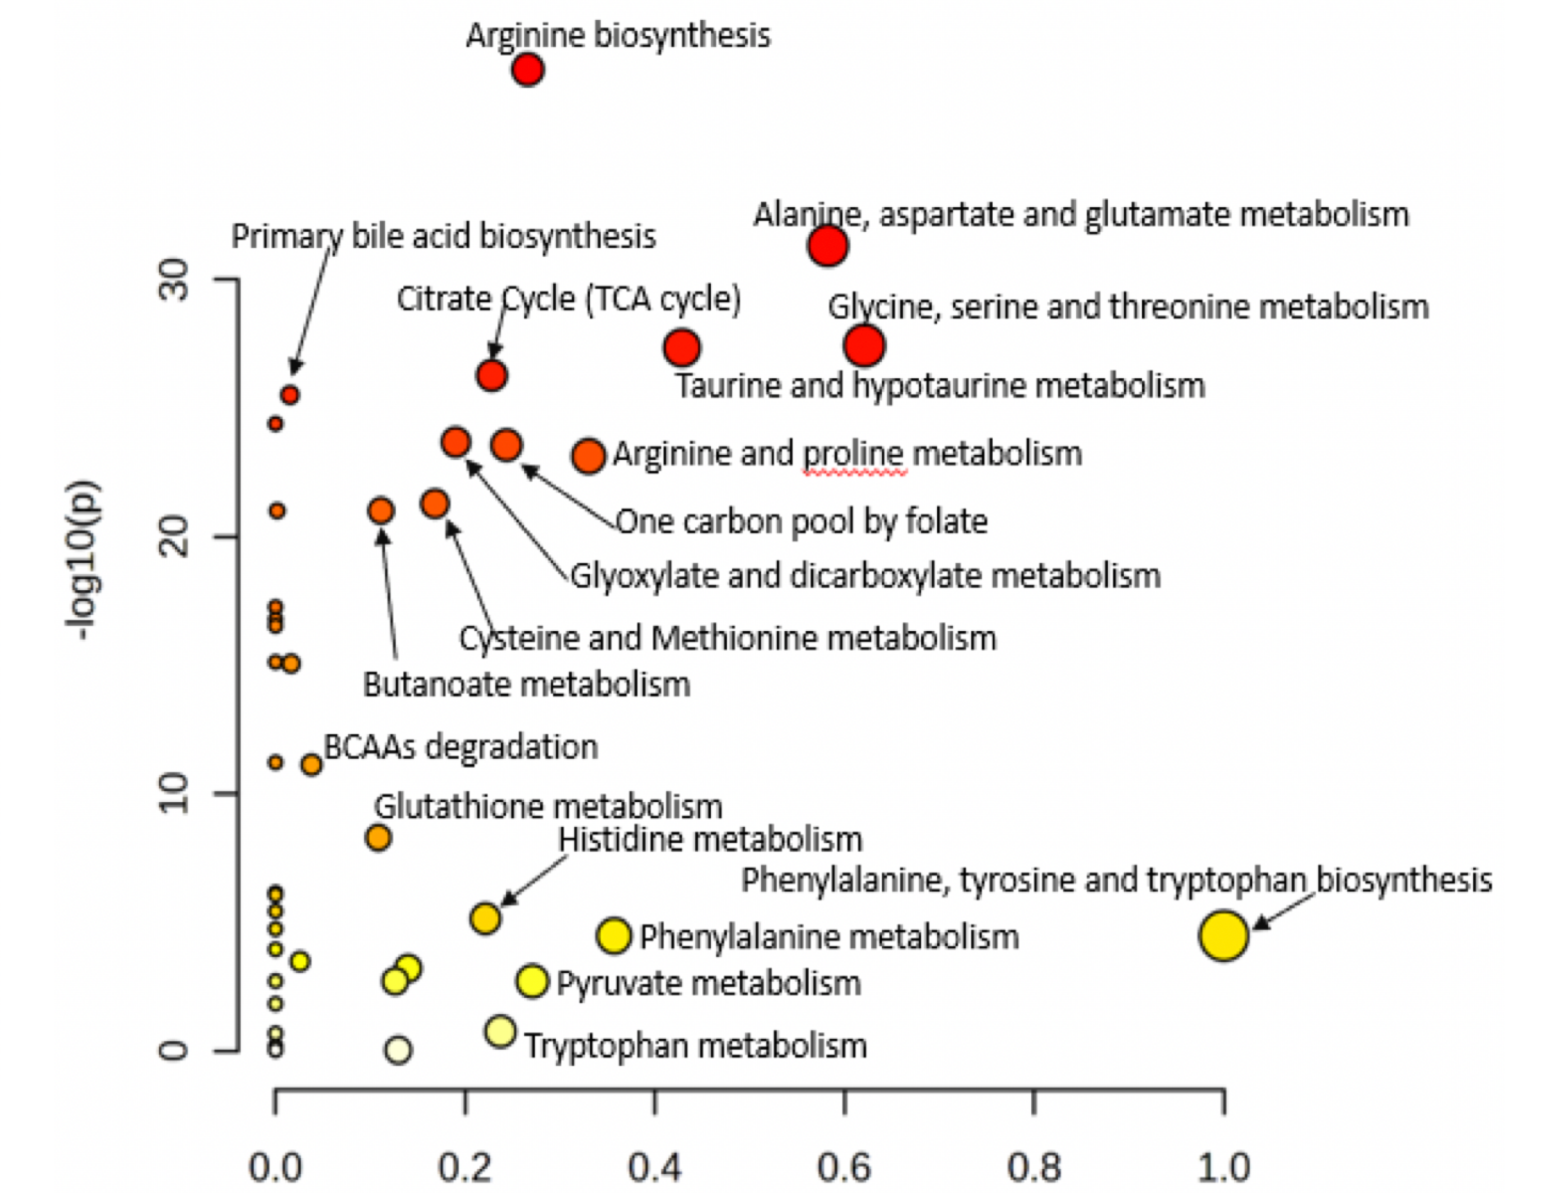 Arginine biosynthesis
Alanine, aspartate and glutamate metabolism
Primary bile acid biosynthesis
30
Citrate Cycle (TCA cycle)
Glycine, serine and threonine metabolism
Taurine and hypotaurine metabolism
Arginine and proline metabolism
One carbon pool by folate
20
-log10(p)
Glyoxylate and dicarboxylate metabolism
Cysteine and Methionine metabolism
Butanoate metabolism
BCAAs degradation
10
Glutathione metabolism
Histidine metabolism
Phenylalanine, tyrosine and tryptophan biosynthesis
Phenylalanine metabolism
Pyruvate metabolism
Tryptophan metabolism
0
0.0 0.2 0.4 0.6 0.8 1.0